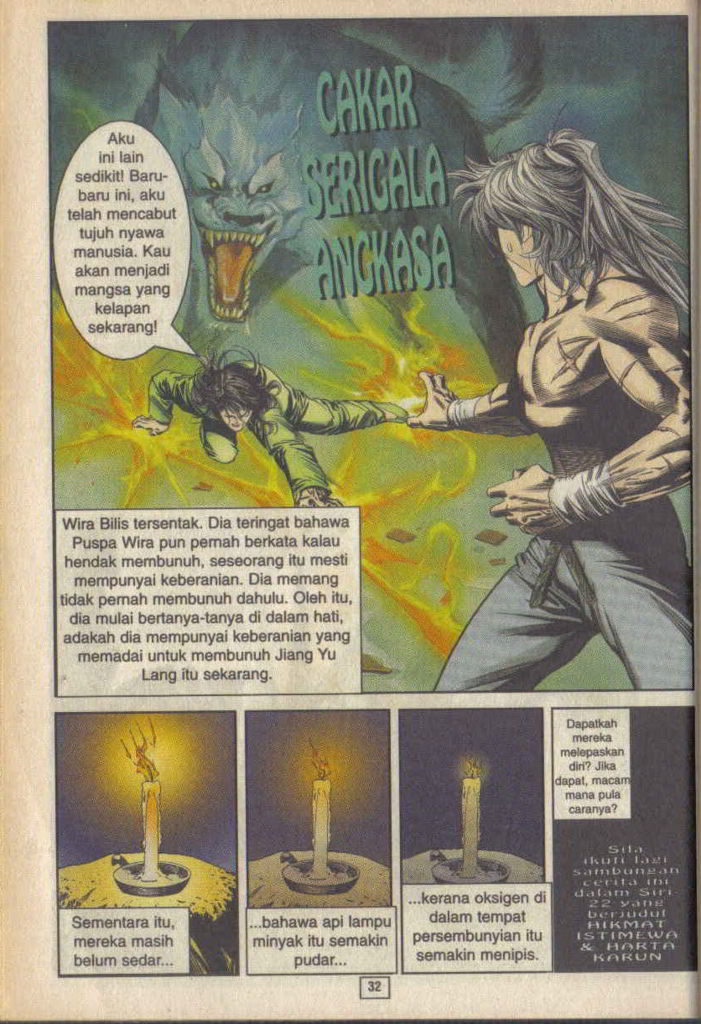 CAKAR
SERIGALA
ANGKASA
Aku
ini lain
sedikit! Baru-
baru ini, aku
telah mencabut
tujuh nyawa
manusia. Kau
akan menjadi
mangsa yang
kelapan
sekarang!
Wira Bilis tersentak. Dia teringat bahawa
Puspa Wira pun pernah berkata kalau
hendak membunuh, seseorang itu mesti
mempunyai keberanian. Dia memang
tidak pernah membunuh dahulu. Oleh itu,
dia mulai bertanya-tanya di dalam hati,
adakah dia mempunyai keberanian yang
memadai untuk membunuh Jiang Yu
Lang itu sekarang.
Sementara itu,
mereka masih
belum sedar...
...bahawa api lampu
minyak itu semakin
pudar...
...kerana oksigen di
dalam tempat
persembunyian itu
semakin menipis.
Dapatkah
mereka
melepaskan
diri? Jika
dapat, macam
mana pula
caranya?
Sila
ikuti lagi
sambungan
cerita ini
dalam Siri-
22 yang
berjudul
HIKMAT
ISTIMEWA
& HARTA
KARUN
32